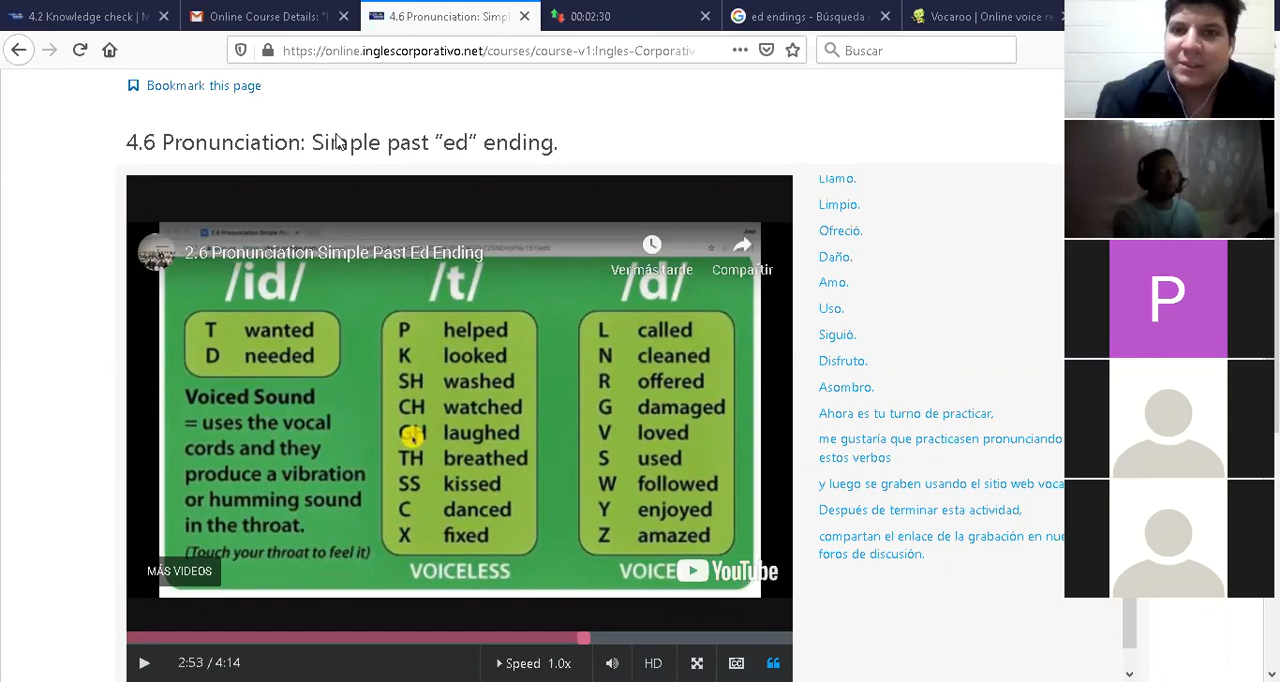 4.2 Knowledge check | M
Online Course Details: "I
4.6 Pronunciation: Simple
00:02:30
ed endings - Búsqueda
Vocaroo | Online voice re
https://online.inglescorporativo.net/courses/course-v1:Ingles-Corporativ
Buscar
Bookmark this page
4.6 Pronunciation: Simple past “ed” ending.
2.6 Pronunciation Simple Past Ed Ending
Ver más tarde
Compartir
/id/
T wanted
D needed
Voiced Sound
= uses the vocal
cords and they
produce a vibration
or humming sound
in the throat.
(Touch your throat to feel it)
MÁS VIDEOS
/t/
P helped
K looked
SH washed
CH watched
GH laughed
TH breathed
SS kissed
C danced
X fixed
VOICELESS
/d/
L called
N cleaned
R offered
G damaged
V loved
S used
W followed
Y enjoyed
Z amazed
VOICE
YouTube
2:53 / 4:14
Speed 1.0x
HD
CC
Llamo.
Limpio.
Ofreció.
Daño.
Amo.
Uso.
Siguió.
Disfruto.
Asombro.
Ahora es tu turno de practicar,
me gustaría que practicasen pronunciando
estos verbos
y luego se graben usando el sitio web voca
Después de terminar esta actividad,
compartan el enlace de la grabación en nue
foros de discusión.
P